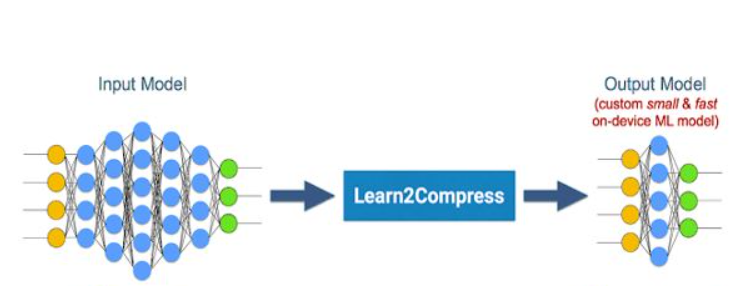 Input Model
Learn2Compress
Output Model
(custom small & fast
on-device ML model)